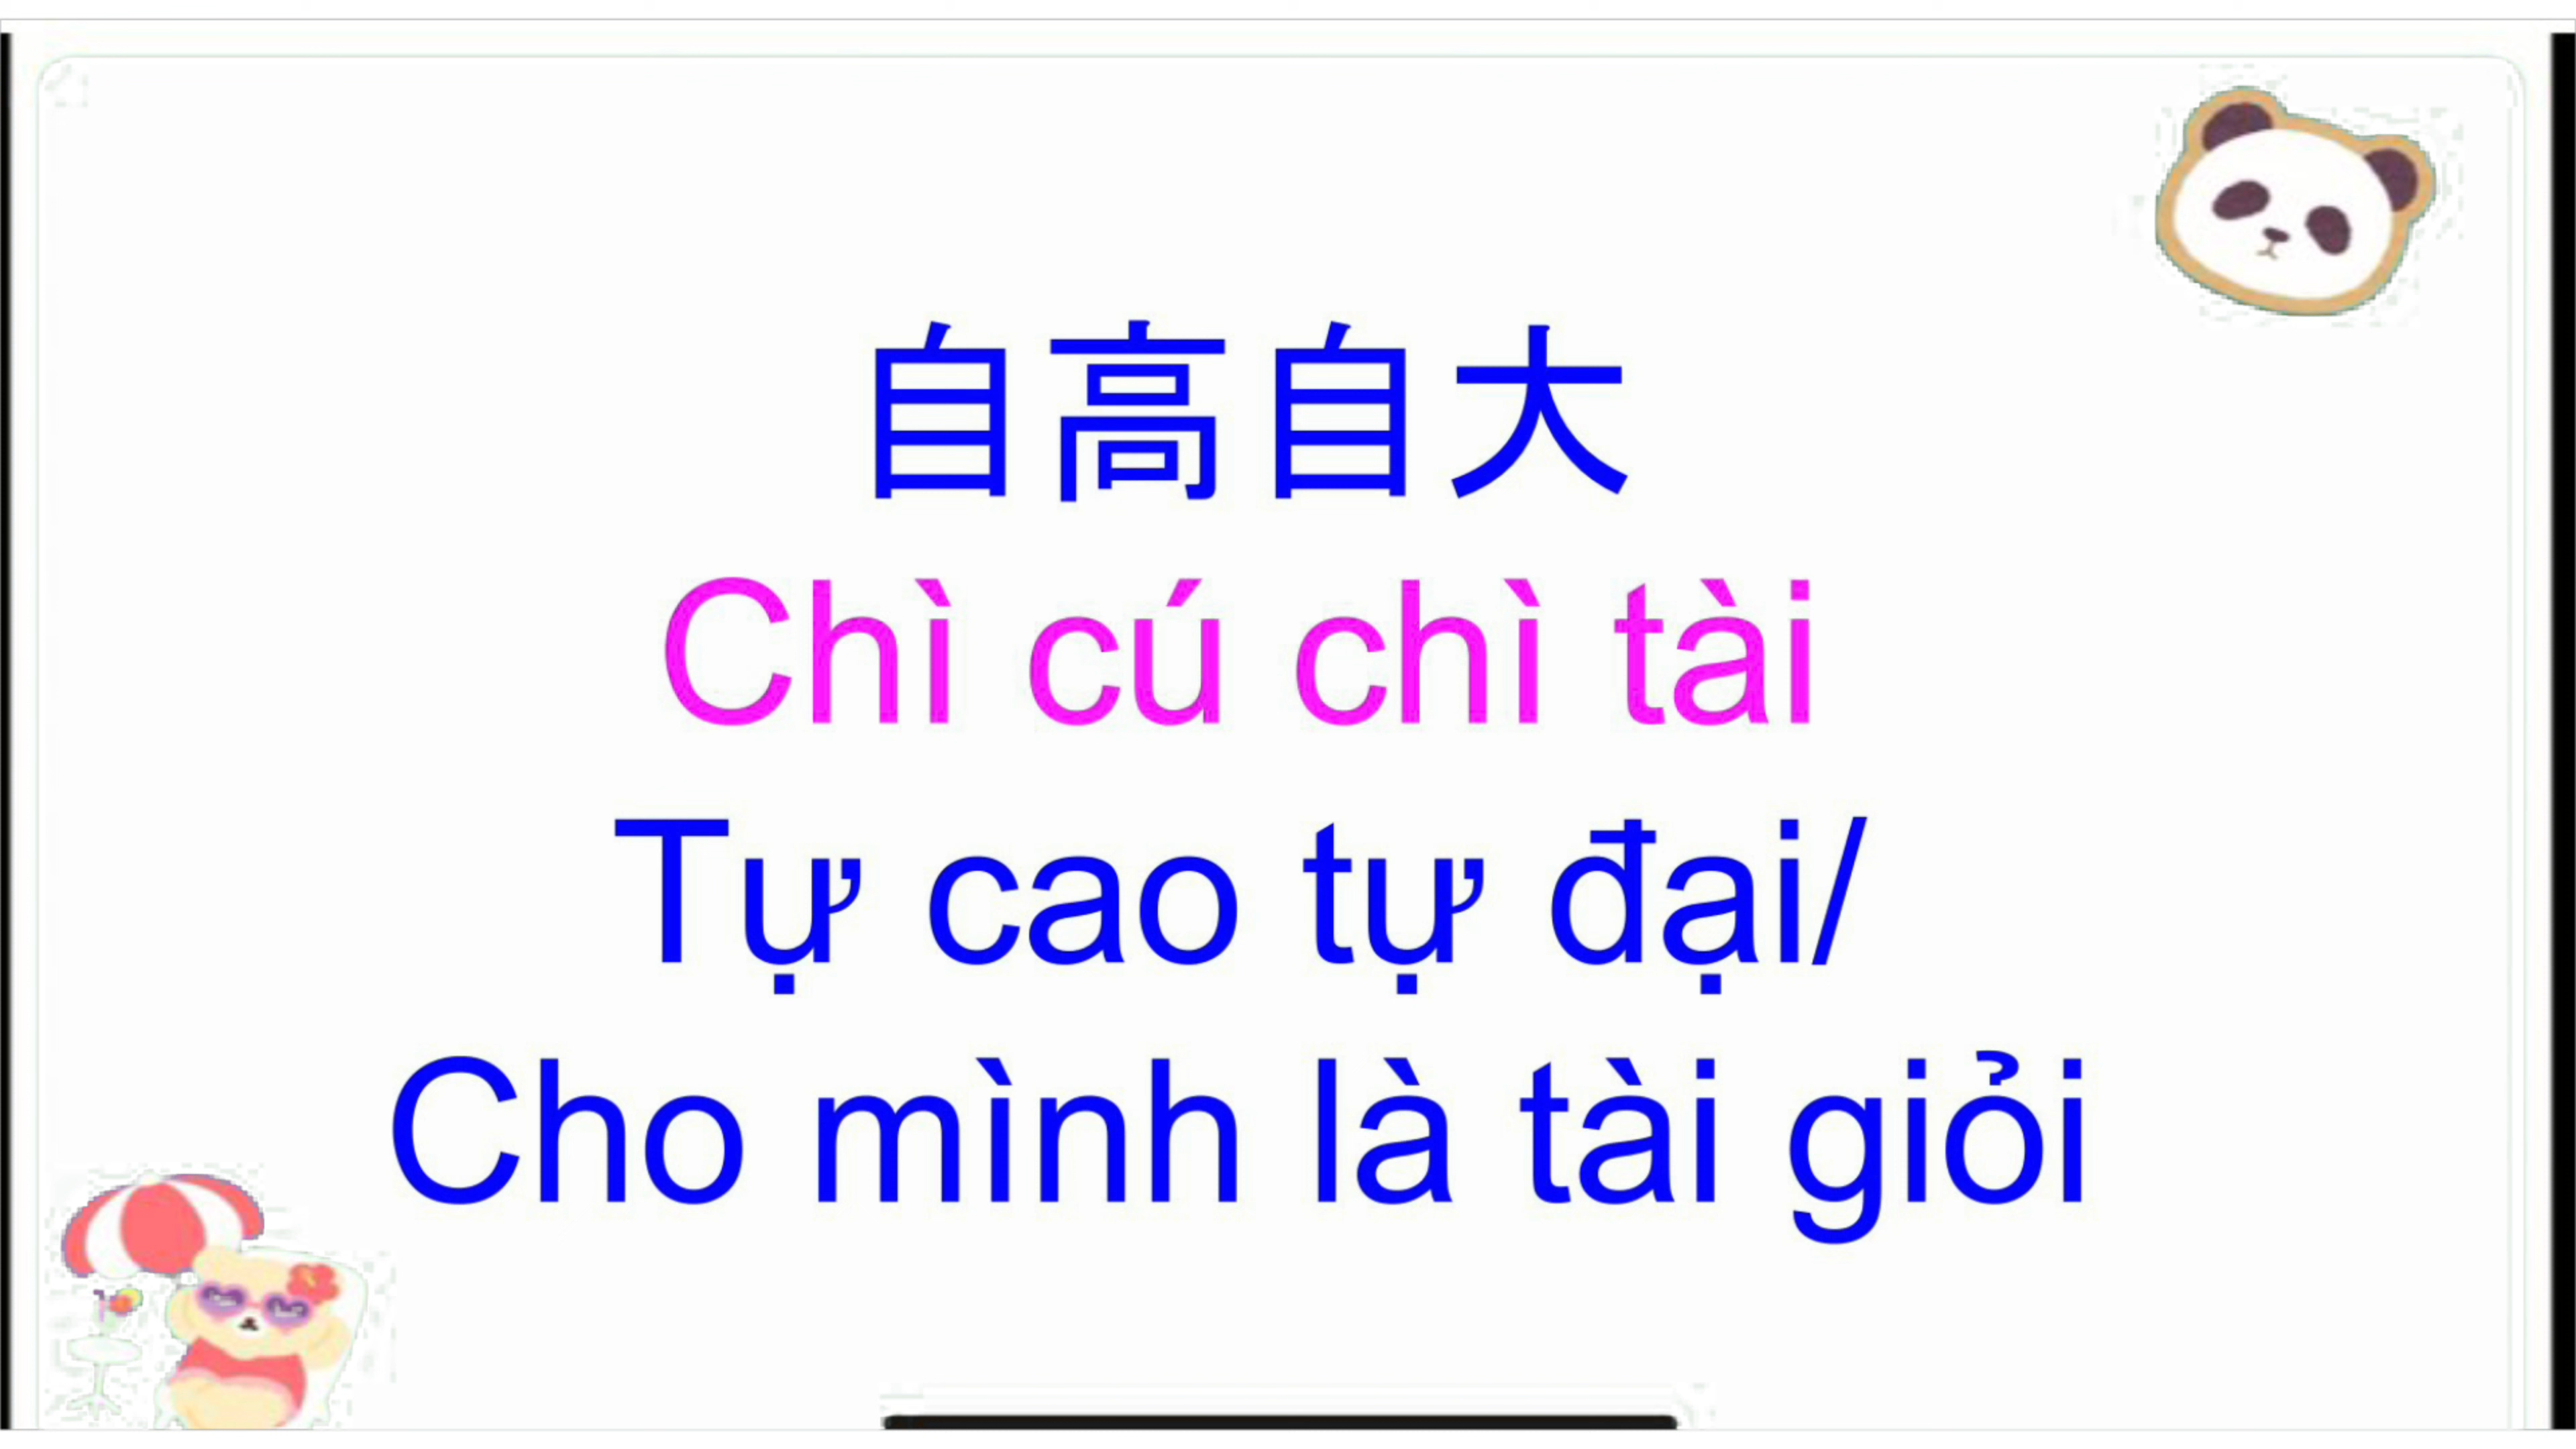 自高自大
Chì cú chì tài
Tự cao tự đại/
Cho mình là tài giỏi